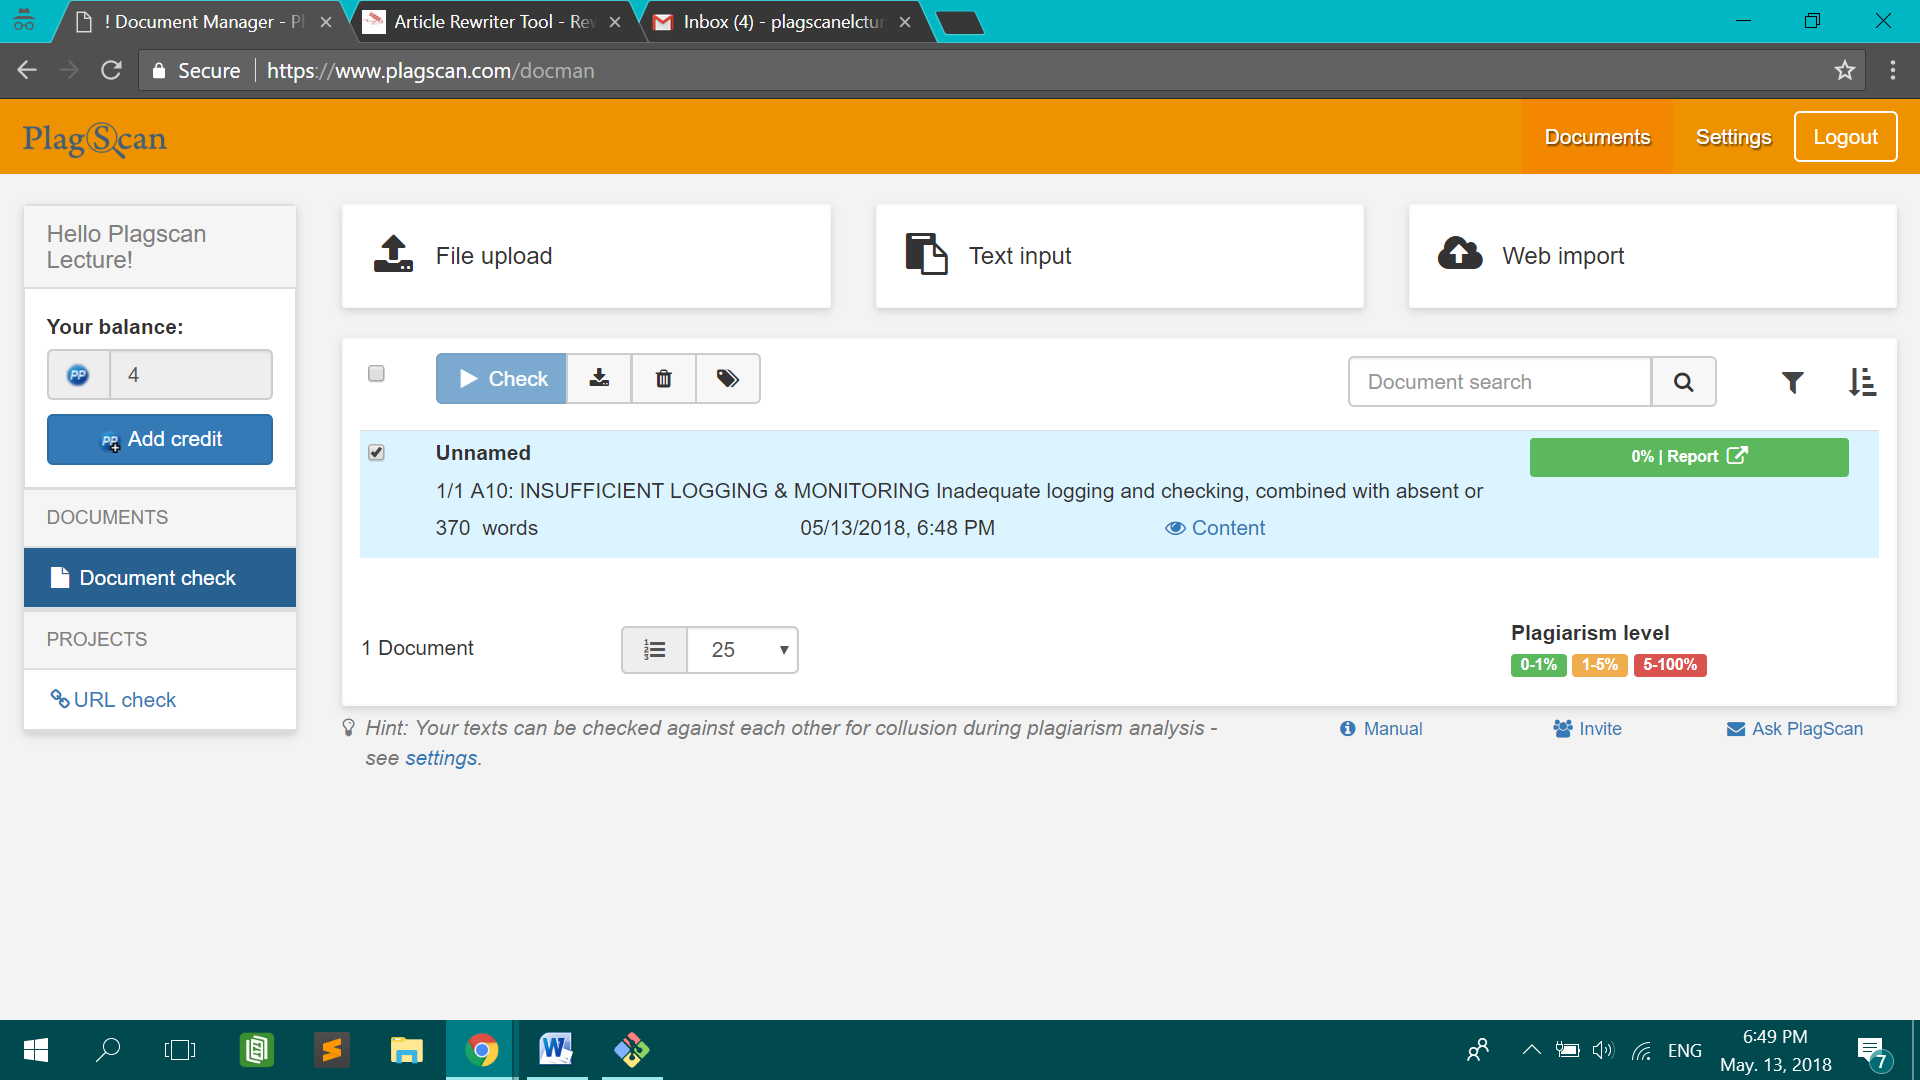 ! Document Manager - Pl
Article Rewriter Tool - Rev
Inbox (4) - plagscanelctur
Secure
https://www.plagscan.com/docman
PlagScan
Documents
Settings
Logout
Hello Plagscan
Lecture!
File upload
Text input
Web import
Your balance:
PP
4
PP Add credit
Check
Document search
Unnamed
0% | Report
1/1 A10: INSUFFICIENT LOGGING & MONITORING Inadequate logging and checking, combined with absent or
370 words
05/13/2018, 6:48 PM
Content
DOCUMENTS
Document check
PROJECTS
URL check
1 Document
25
Plagiarism level
0-1%
1-5%
5-100%
Hint: Your texts can be checked against each other for collusion during plagiarism analysis -
see settings.
Manual
Invite
Ask PlagScan
ENG
6:49 PM
May. 13, 2018
7